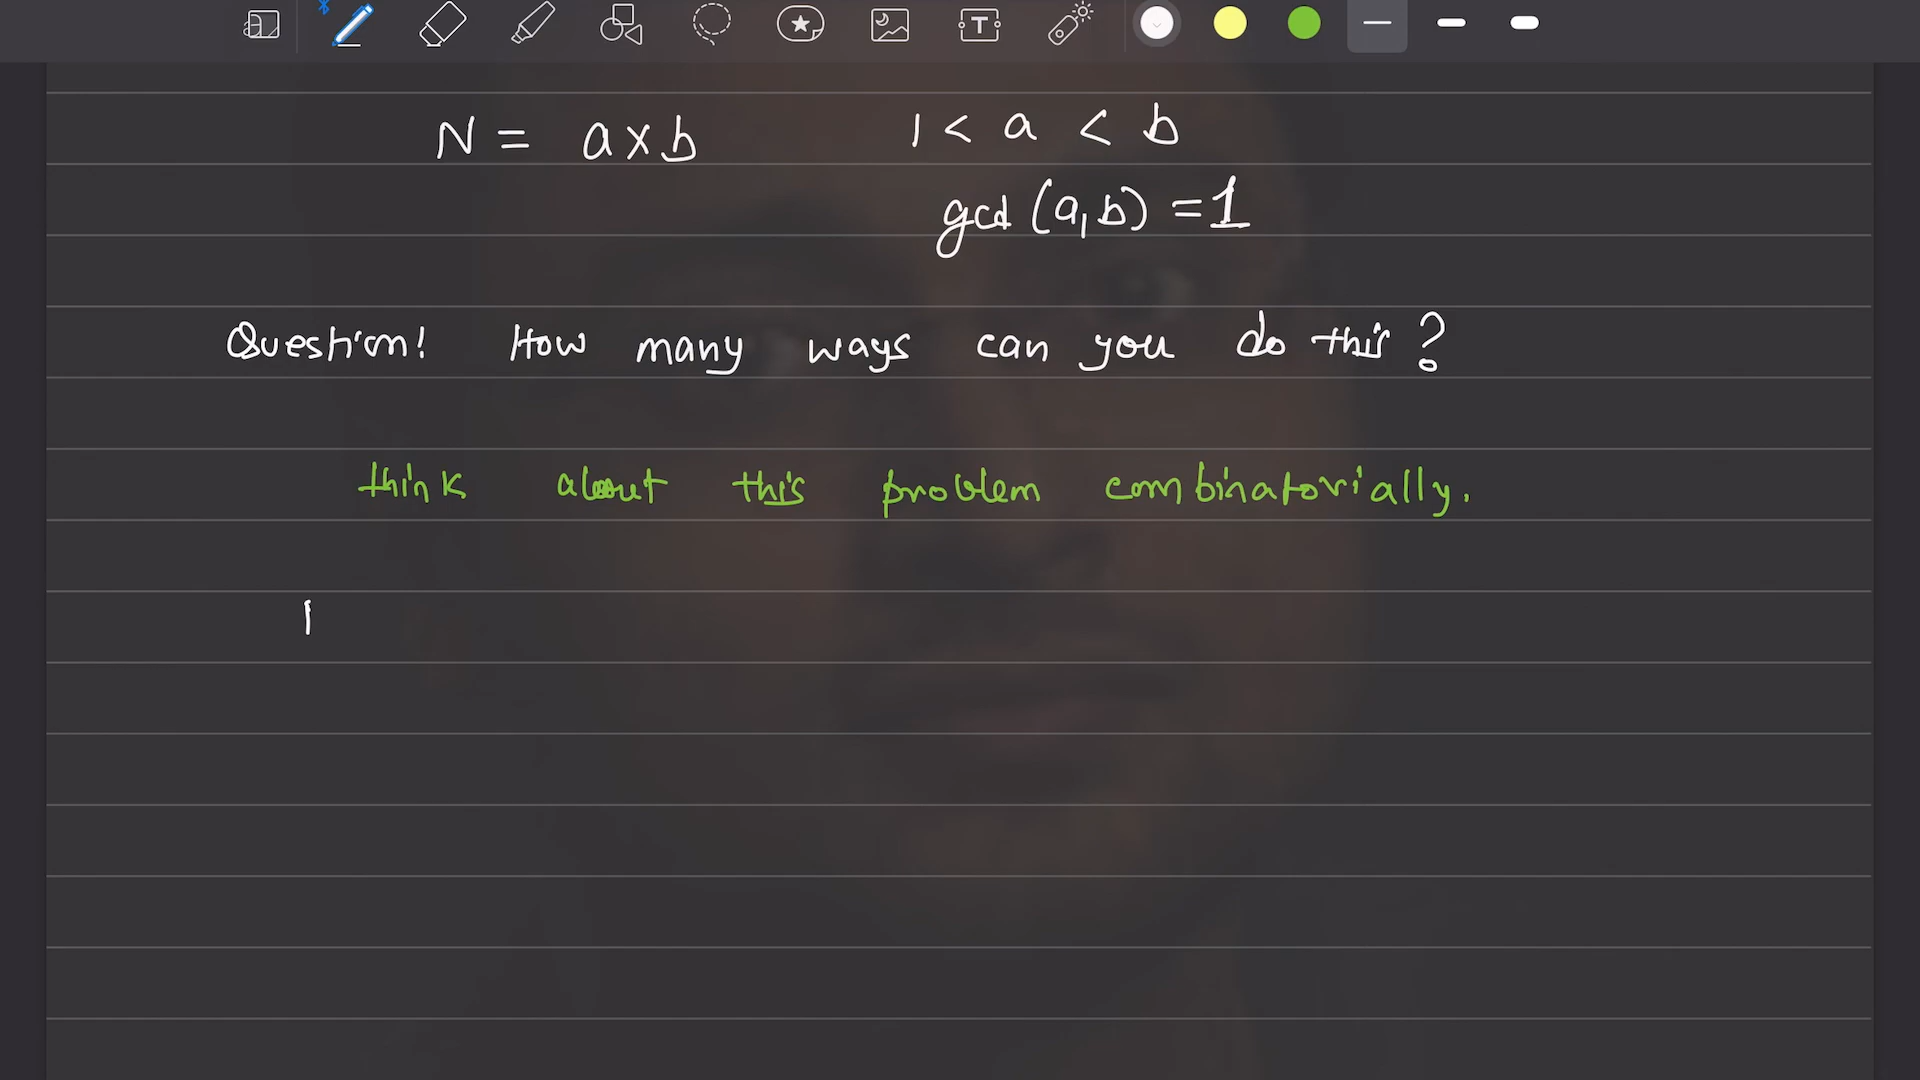 N = a x b
1 < a < b
gcd (a,b) = 1
Question! How many ways can you do this?
think about this problem combinatorially.
1